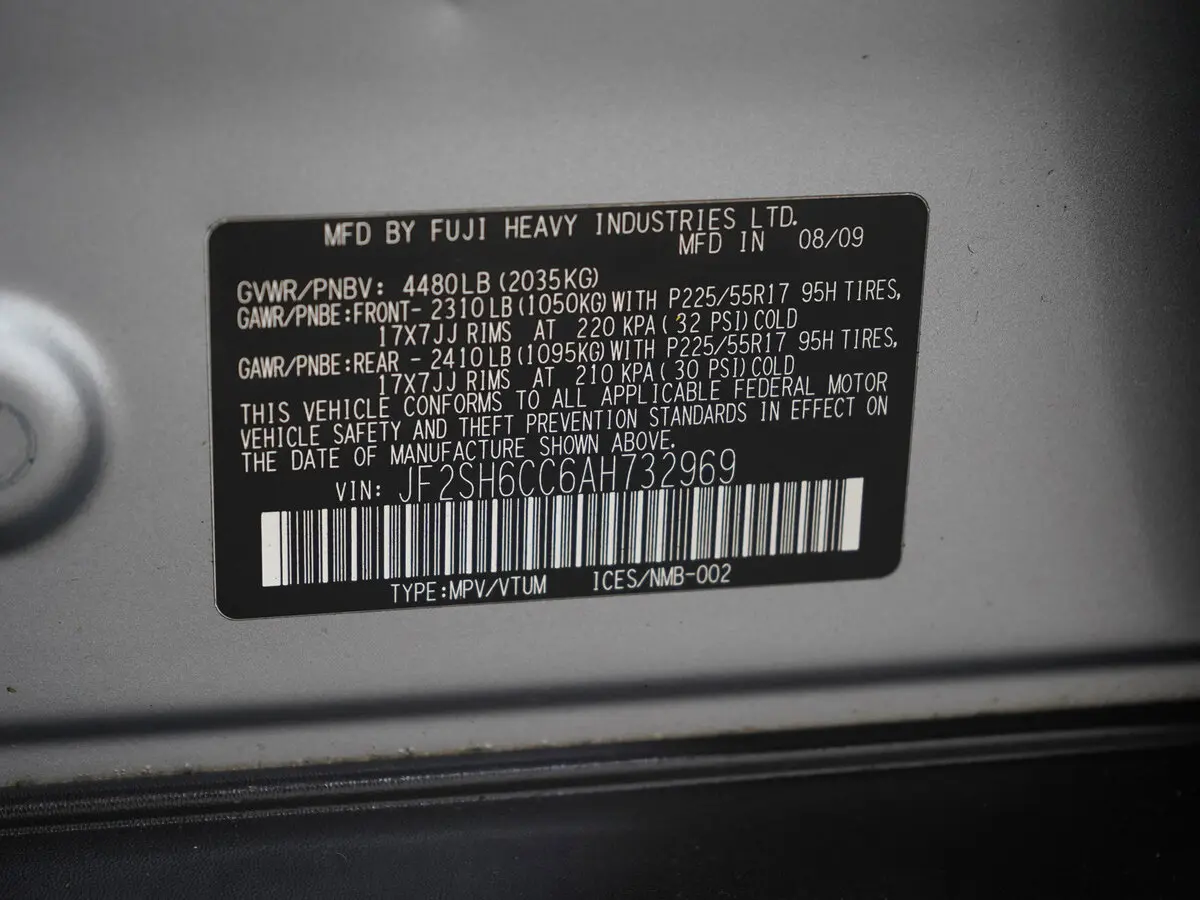 MFD BY FUJI HEAVY INDUSTRIES LTD.
MFD IN 08/09
GVWR/PNBV: 4480LB (2035KG)
GAWR/PNBE:FRONT- 2310LB (1050KG) WITH P225/55R17 95H TIRES,
17X7JJ RIMS AT 220 KPA ( 32 PSI) COLD
GAWR/PNBE:REAR - 2410LB (1095KG) WITH P225/55R17 95H TIRES,
17X7JJ RIMS AT 210 KPA ( 30 PSI) COLD
THIS VEHICLE CONFORMS TO ALL APPLICABLE FEDERAL MOTOR
VEHICLE SAFETY AND THEFT PREVENTION STANDARDS IN EFFECT ON
THE DATE OF MANUFACTURE SHOWN ABOVE.
VIN: JF2SH6CC6AH732969
TYPE:MPV/VTUM ICES/NMB-002